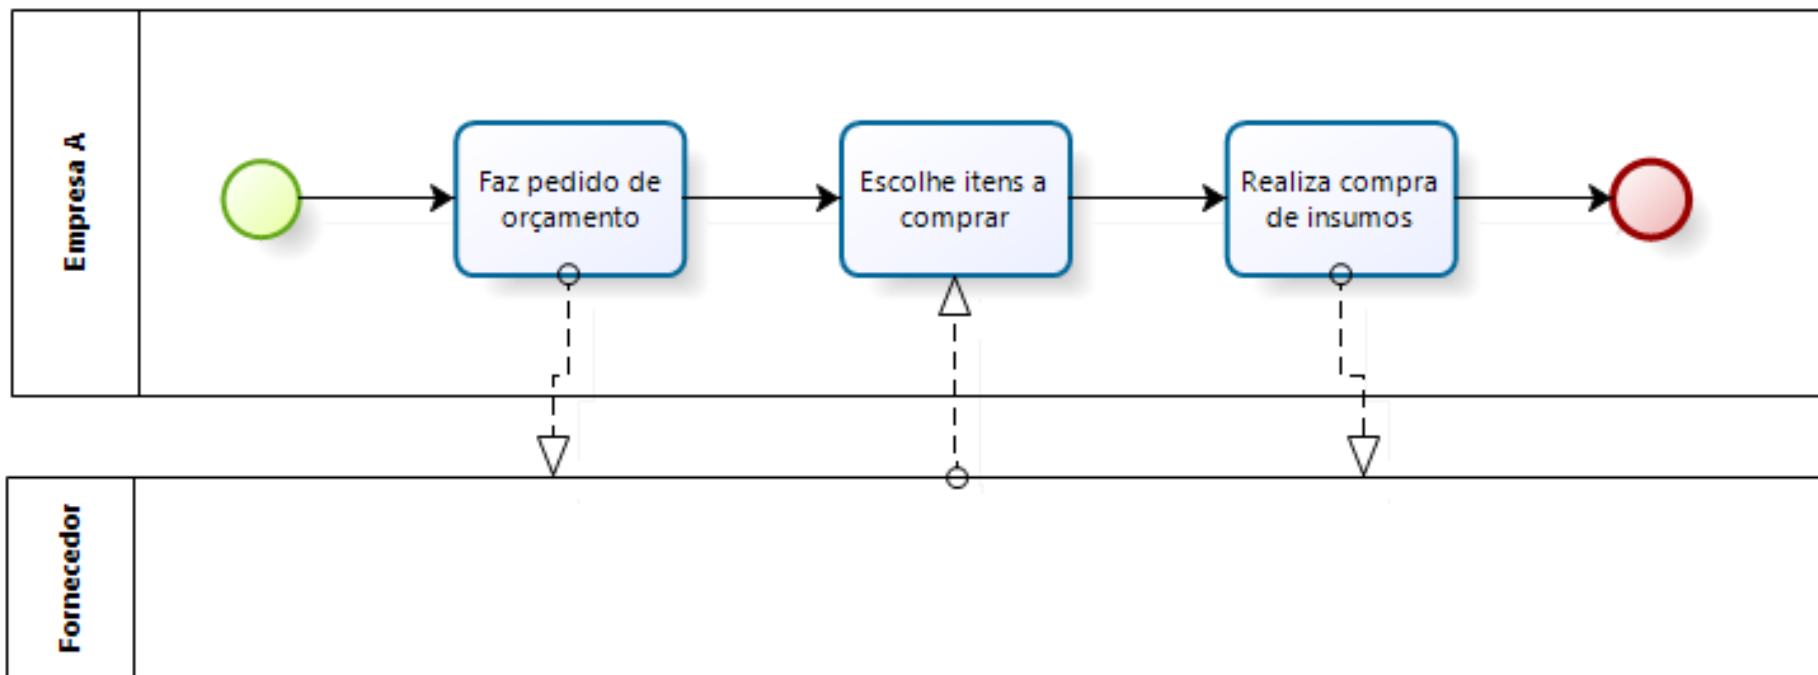 Empresa A
Faz pedido de
orçamento
Escolhe itens a
comprar
Realiza compra
de insumos
Fornecedor